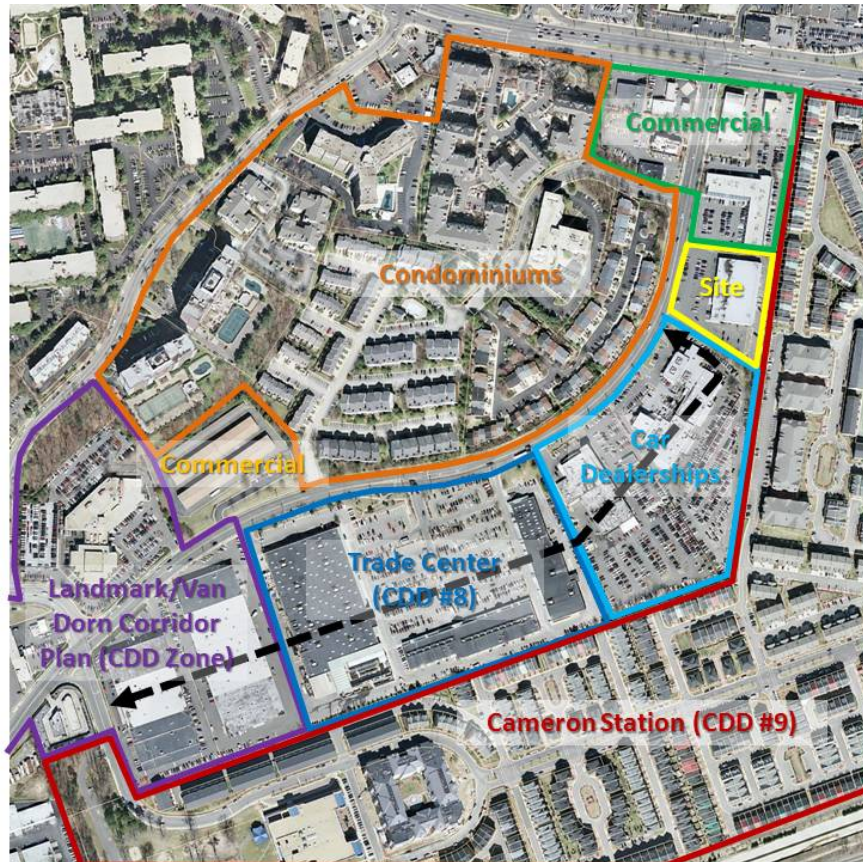 Commercial
Condominiums
Site
Commercial
Car
Dealerships
Trade Center
(CDD #8)
Landmark/Van
Dorn Corridor
Plan (CDD Zone)
Cameron Station (CDD #9)